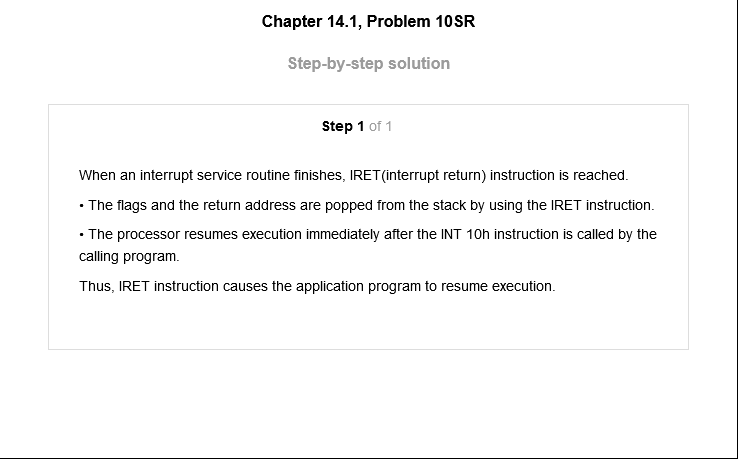 Chapter 14.1, Problem 10SR
Step-by-step solution
Step 1 of 1
When an interrupt service routine finishes, IRET(interrupt return) instruction is reached.
• The flags and the return address are popped from the stack by using the IRET instruction.
• The processor resumes execution immediately after the INT 10h instruction is called by the
calling program.
Thus, IRET instruction causes the application program to resume execution.